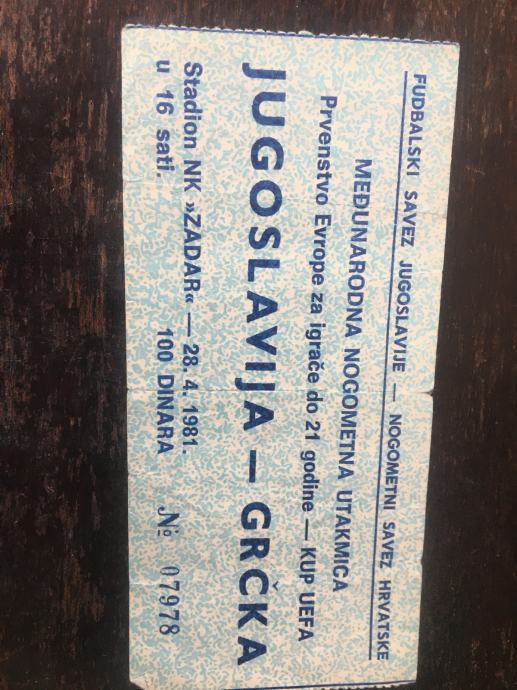 FUDBALSKI SAVEZ JUGOSLAVIJE — NOGOMETNI SAVEZ HRVATSKE
MEĐUNARODNA NOGOMETNA UTAKMICA
Prvenstvo Evrope za igrače do 21 godine — KUP UEFA
JUGOSLAVIJA — GRČKA
Stadion NK »ZADAR« — 28. 4. 1981.
u 16 sati. 100 DINARA № 07978